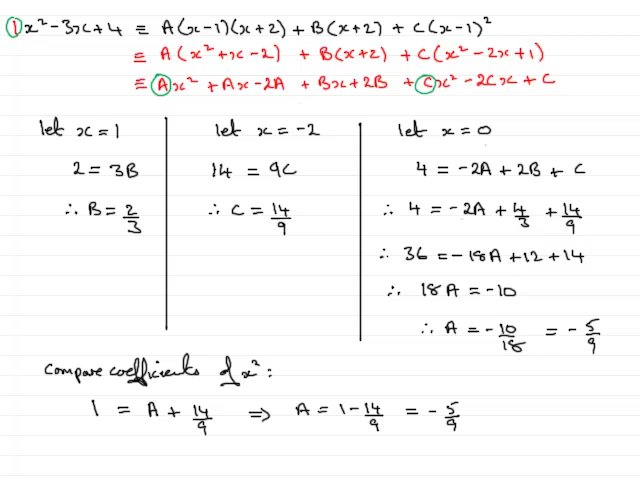 1x² - 3x + 4 ≡ A(x-1)(x+2) + B(x+2) + C(x-1)²
≡ A(x² + x - 2) + B(x+2) + C(x² - 2x + 1)
≡ Ax² + Ax - 2A + Bx + 2B + Cx² - 2Cx + C
let x = 1
2 = 3B
∴ B = 2/3
let x = -2
14 = 9C
∴ C = 14/9
let x = 0
4 = -2A + 2B + C
∴ 4 = -2A + 4/3 + 14/9
∴ 36 = -18A + 12 + 14
∴ 18A = -10
∴ A = -10/18 = -5/9
Compare coefficients of x² :
1 = A + 14/9 ⇒ A = 1 - 14/9 = -5/9